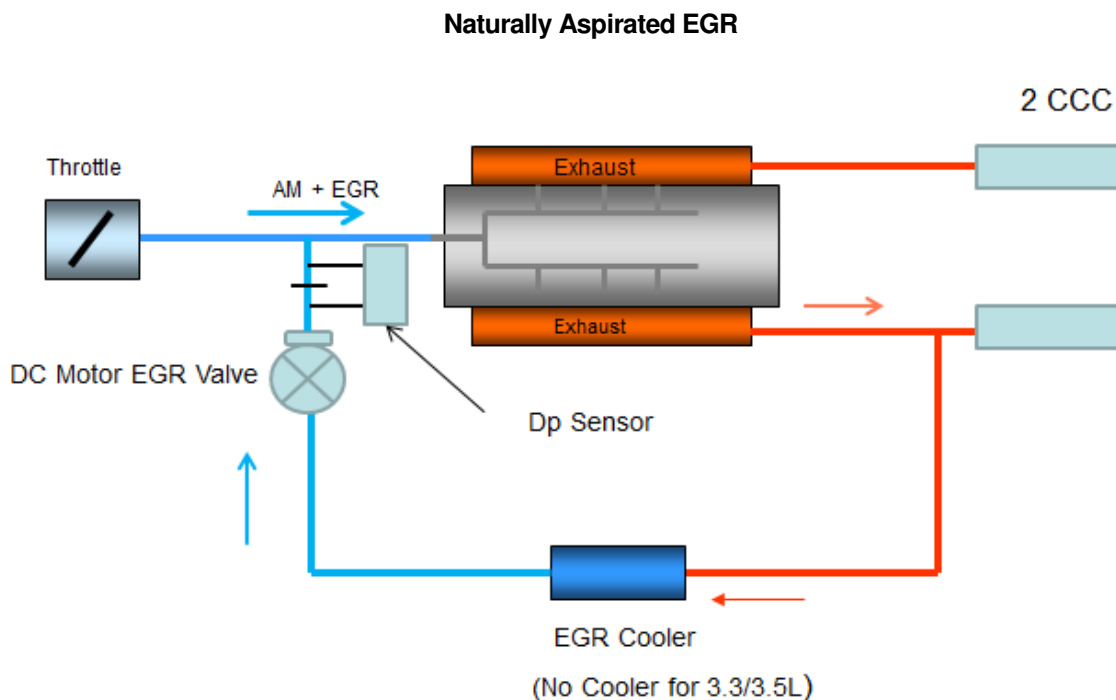 Naturally Aspirated EGR
2 CCC
Throttle
AM + EGR
Exhaust
Exhaust
DC Motor EGR Valve
Dp Sensor
EGR Cooler
(No Cooler for 3.3/3.5L)